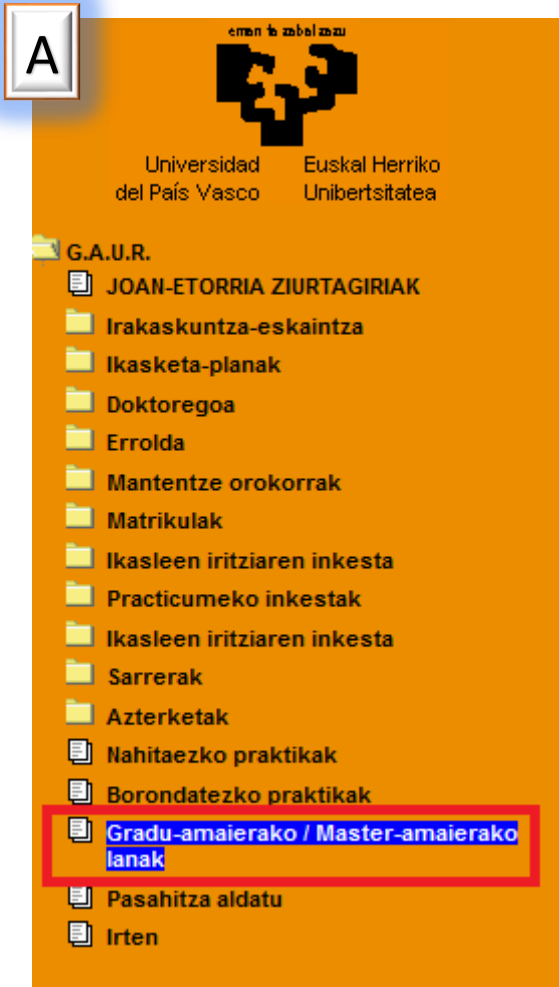 A
eman ta zabal zazu
Universidad Euskal Herriko
del País Vasco Unibertsitatea
G.A.U.R.
JOAN-ETORRIA ZIURTAGIRIAK
Irakaskuntza-eskaintza
Ikasketa-planak
Doktoregoa
Errolda
Mantentze orokorrak
Matrikulak
Ikasleen iritziaren inkesta
Practicumeko inkestak
Ikasleen iritziaren inkesta
Sarrerak
Azterketak
Nahitaezko praktikak
Borondatezko praktikak
Gradu-amaierako / Master-amaierako
lanak
Pasahitza aldatu
Irten